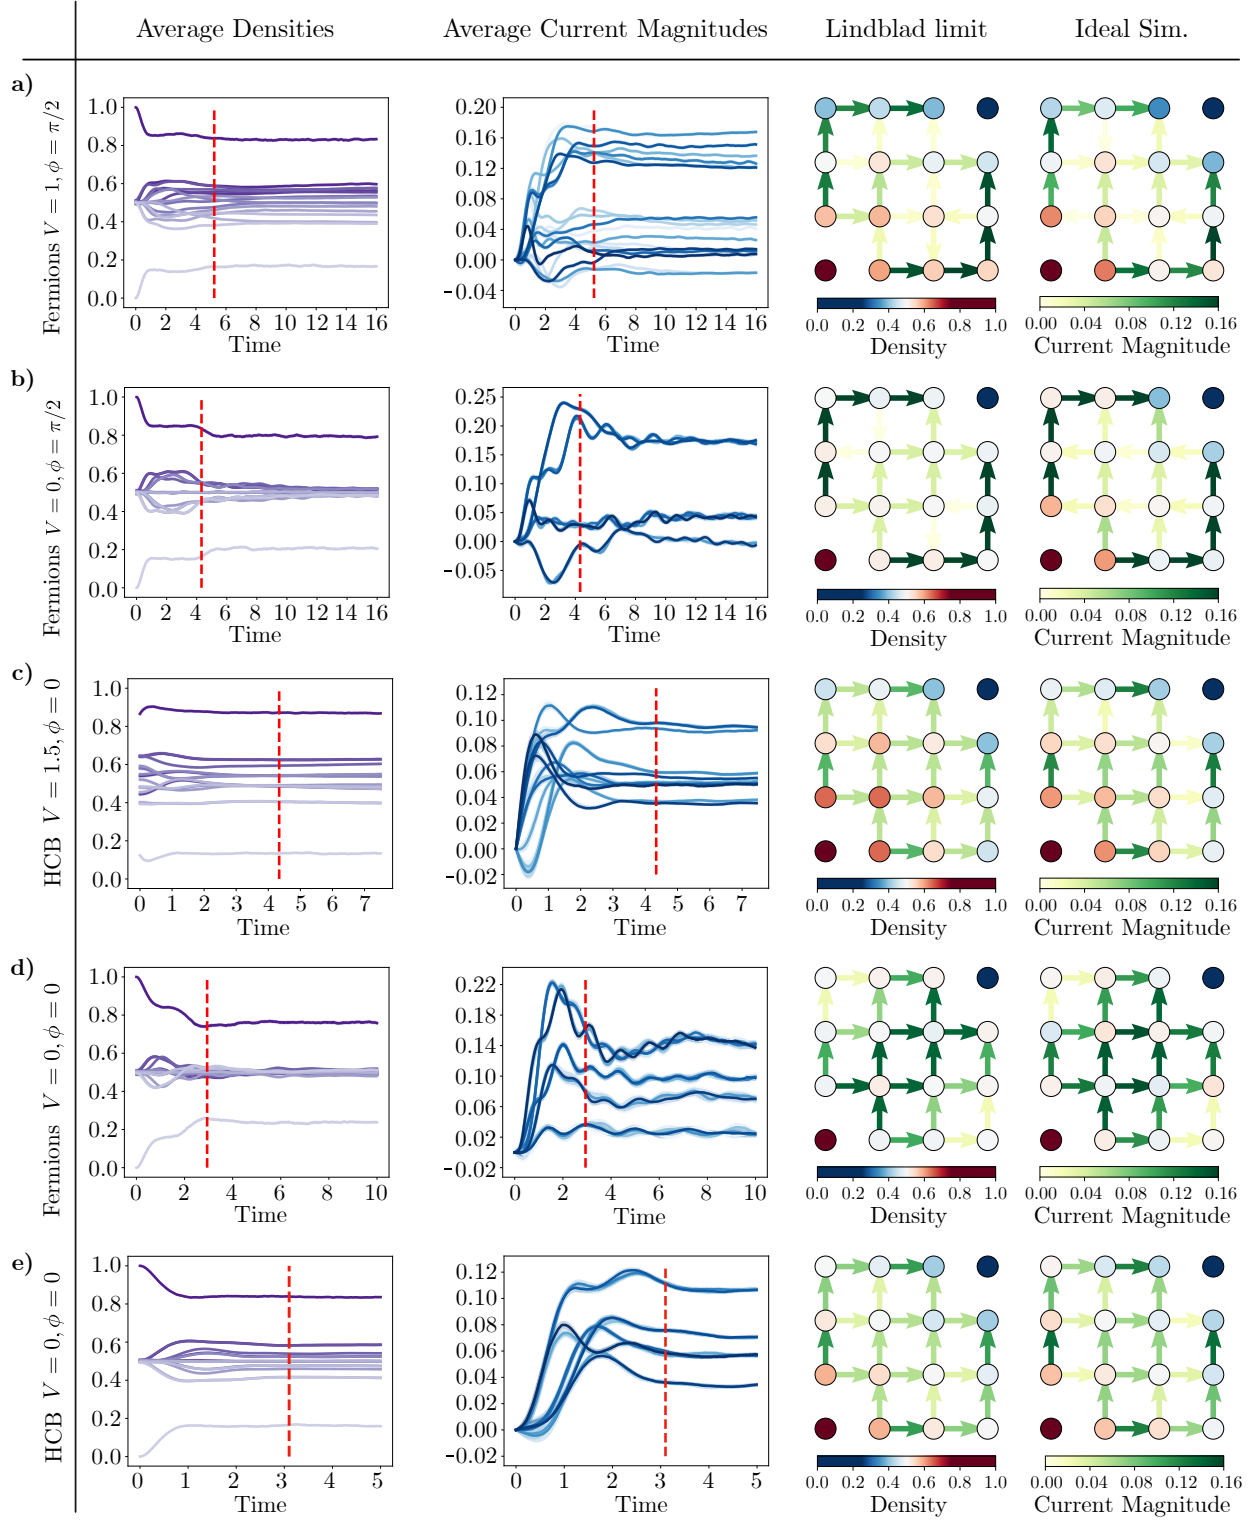 Average Densities Average Current Magnitudes Lindblad limit Ideal Sim.
a)
Fermions V = 1, ϕ = π/2
1.0 0.8 0.6 0.4 0.2 0.0
0 2 4 6 8 10 12 14 16
Time
0.20 0.16 0.12 0.08 0.04 0.00 -0.04
0 2 4 6 8 10 12 14 16
Time
0.0 0.2 0.4 0.6 0.8 1.0
Density
0.00 0.04 0.08 0.12 0.16
Current Magnitude
b)
Fermions V = 0, ϕ = π/2
1.0 0.8 0.6 0.4 0.2 0.0
0 2 4 6 8 10 12 14 16
Time
0.25 0.20 0.15 0.10 0.05 0.00 -0.05
0 2 4 6 8 10 12 14 16
Time
0.0 0.2 0.4 0.6 0.8 1.0
Density
0.00 0.04 0.08 0.12 0.16
Current Magnitude
c)
HCB V = 1.5, ϕ = 0
1.0 0.8 0.6 0.4 0.2 0.0
0 1 2 3 4 5 6 7
Time
0.12 0.10 0.08 0.06 0.04 0.02 0.00 -0.02
0 1 2 3 4 5 6 7
Time
0.0 0.2 0.4 0.6 0.8 1.0
Density
0.00 0.04 0.08 0.12 0.16
Current Magnitude
d)
Fermions V = 0, ϕ = 0
1.0 0.8 0.6 0.4 0.2 0.0
0 2 4 6 8 10
Time
0.22 0.18 0.14 0.10 0.06 0.02 -0.02
0 2 4 6 8 10
Time
0.0 0.2 0.4 0.6 0.8 1.0
Density
0.00 0.04 0.08 0.12 0.16
Current Magnitude
e)
HCB V = 0, ϕ = 0
1.0 0.8 0.6 0.4 0.2 0.0
0 1 2 3 4 5
Time
0.12 0.10 0.08 0.06 0.04 0.02 0.00 -0.02
0 1 2 3 4 5
Time
0.0 0.2 0.4 0.6 0.8 1.0
Density
0.00 0.04 0.08 0.12 0.16
Current Magnitude